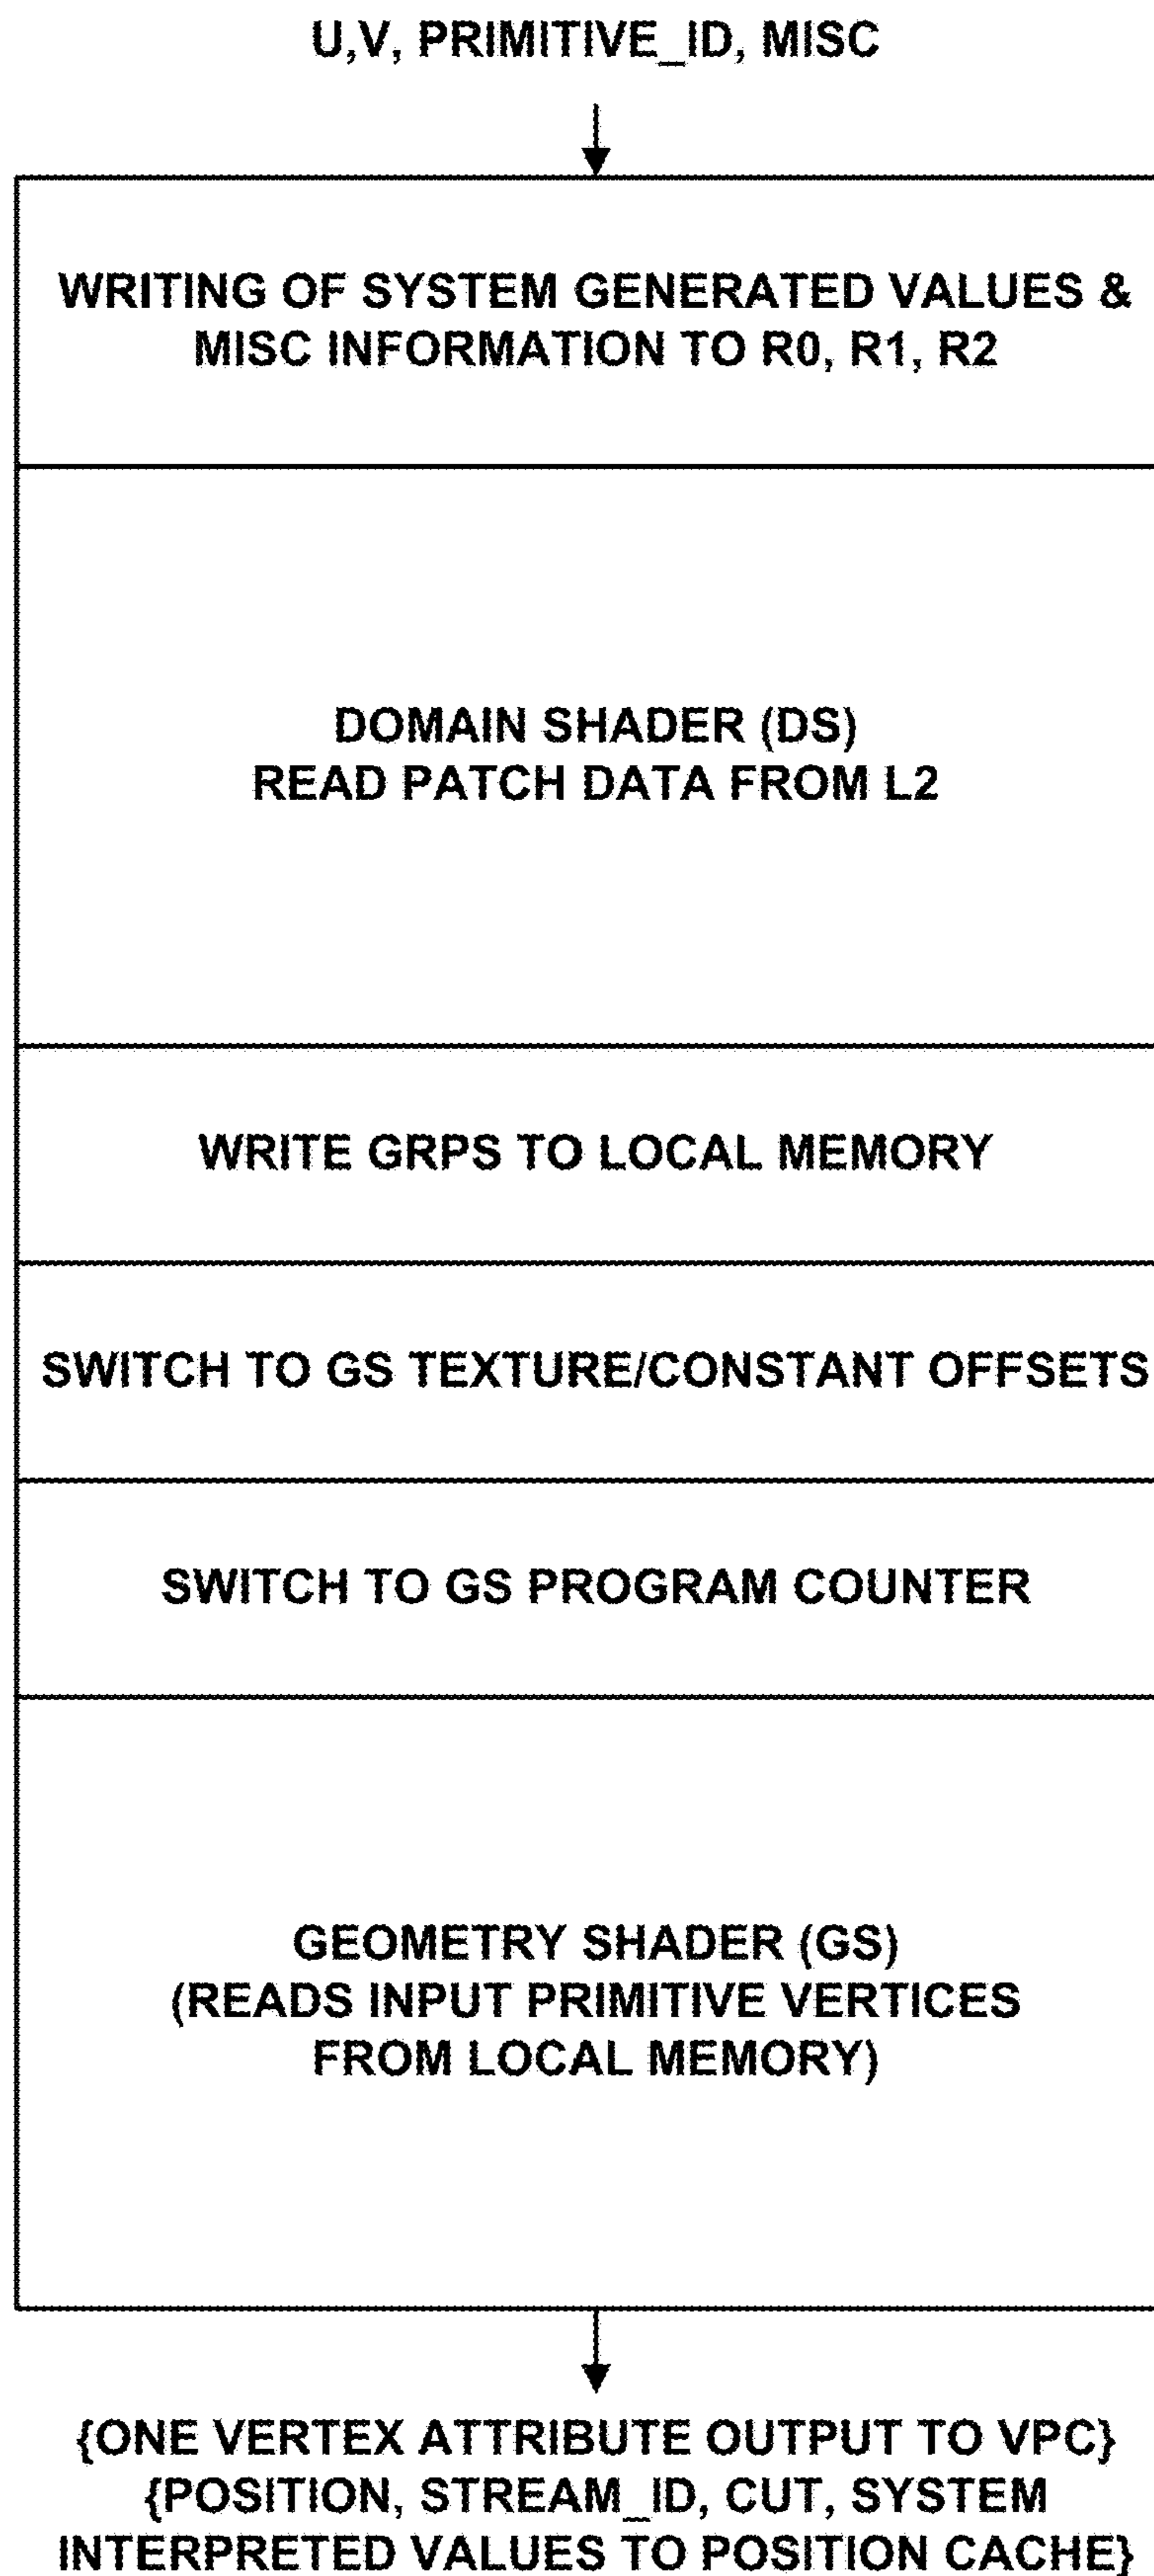 U,V, PRIMITIVE_ID, MISC
WRITING OF SYSTEM GENERATED VALUES &
MISC INFORMATION TO R0, R1, R2
DOMAIN SHADER (DS)
READ PATCH DATA FROM L2
WRITE GRPS TO LOCAL MEMORY
SWITCH TO GS TEXTURE/CONSTANT OFFSETS
SWITCH TO GS PROGRAM COUNTER
GEOMETRY SHADER (GS)
(READS INPUT PRIMITIVE VERTICES
FROM LOCAL MEMORY)
{ONE VERTEX ATTRIBUTE OUTPUT TO VPC}
{POSITION, STREAM_ID, CUT, SYSTEM
INTERPRETED VALUES TO POSITION CACHE}